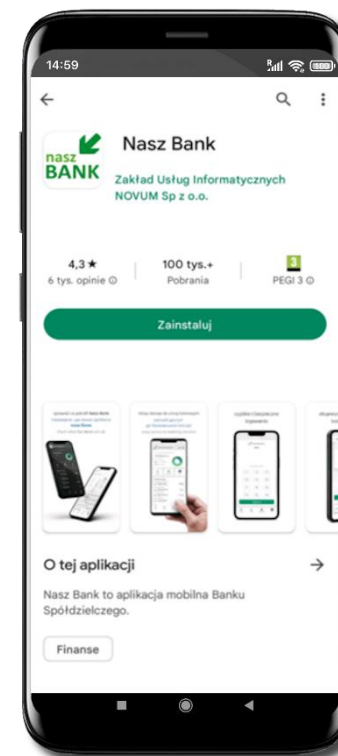 14:59
Nasz Bank
nasz
BANK
Zakład Usług Informatycznych
NOVUM Sp z o.o.
4,3 ★
6 tys. opinie
100 tys.+
Pobrania
3
PEGI 3
Zainstaluj
O tej aplikacji
Nasz Bank to aplikacja mobilna Banku
Spółdzielczego.
Finanse